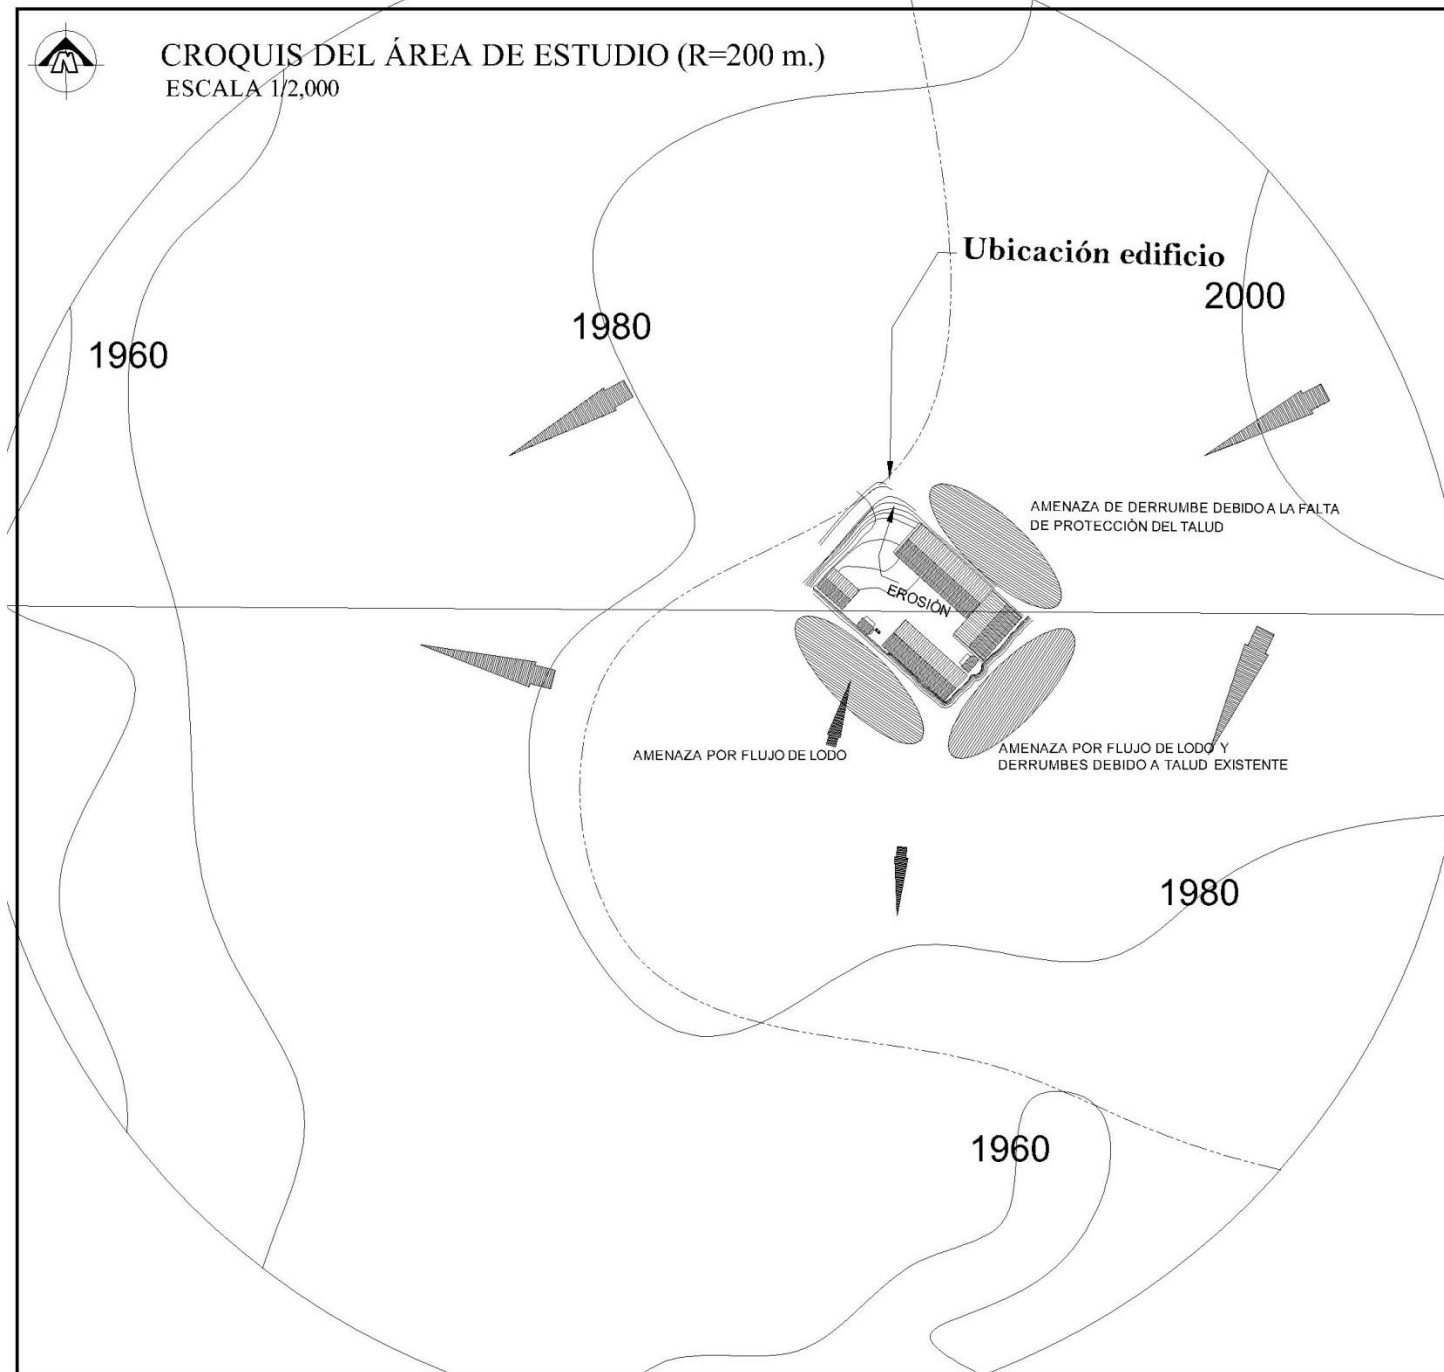 N
CROQUIS DEL ÁREA DE ESTUDIO (R=200 m.)
ESCALA 1/2,000
Ubicación edificio
2000
1980
1960
AMENAZA DE DERRUMBE DEBIDO A LA FALTA
DE PROTECCIÒN DEL TALUD
EROSIÒN
AMENAZA POR FLUJO DE LODO
AMENAZA POR FLUJO DE LODO Y
DERRUMBES DEBIDO A TALUD EXISTENTE
1980
1960